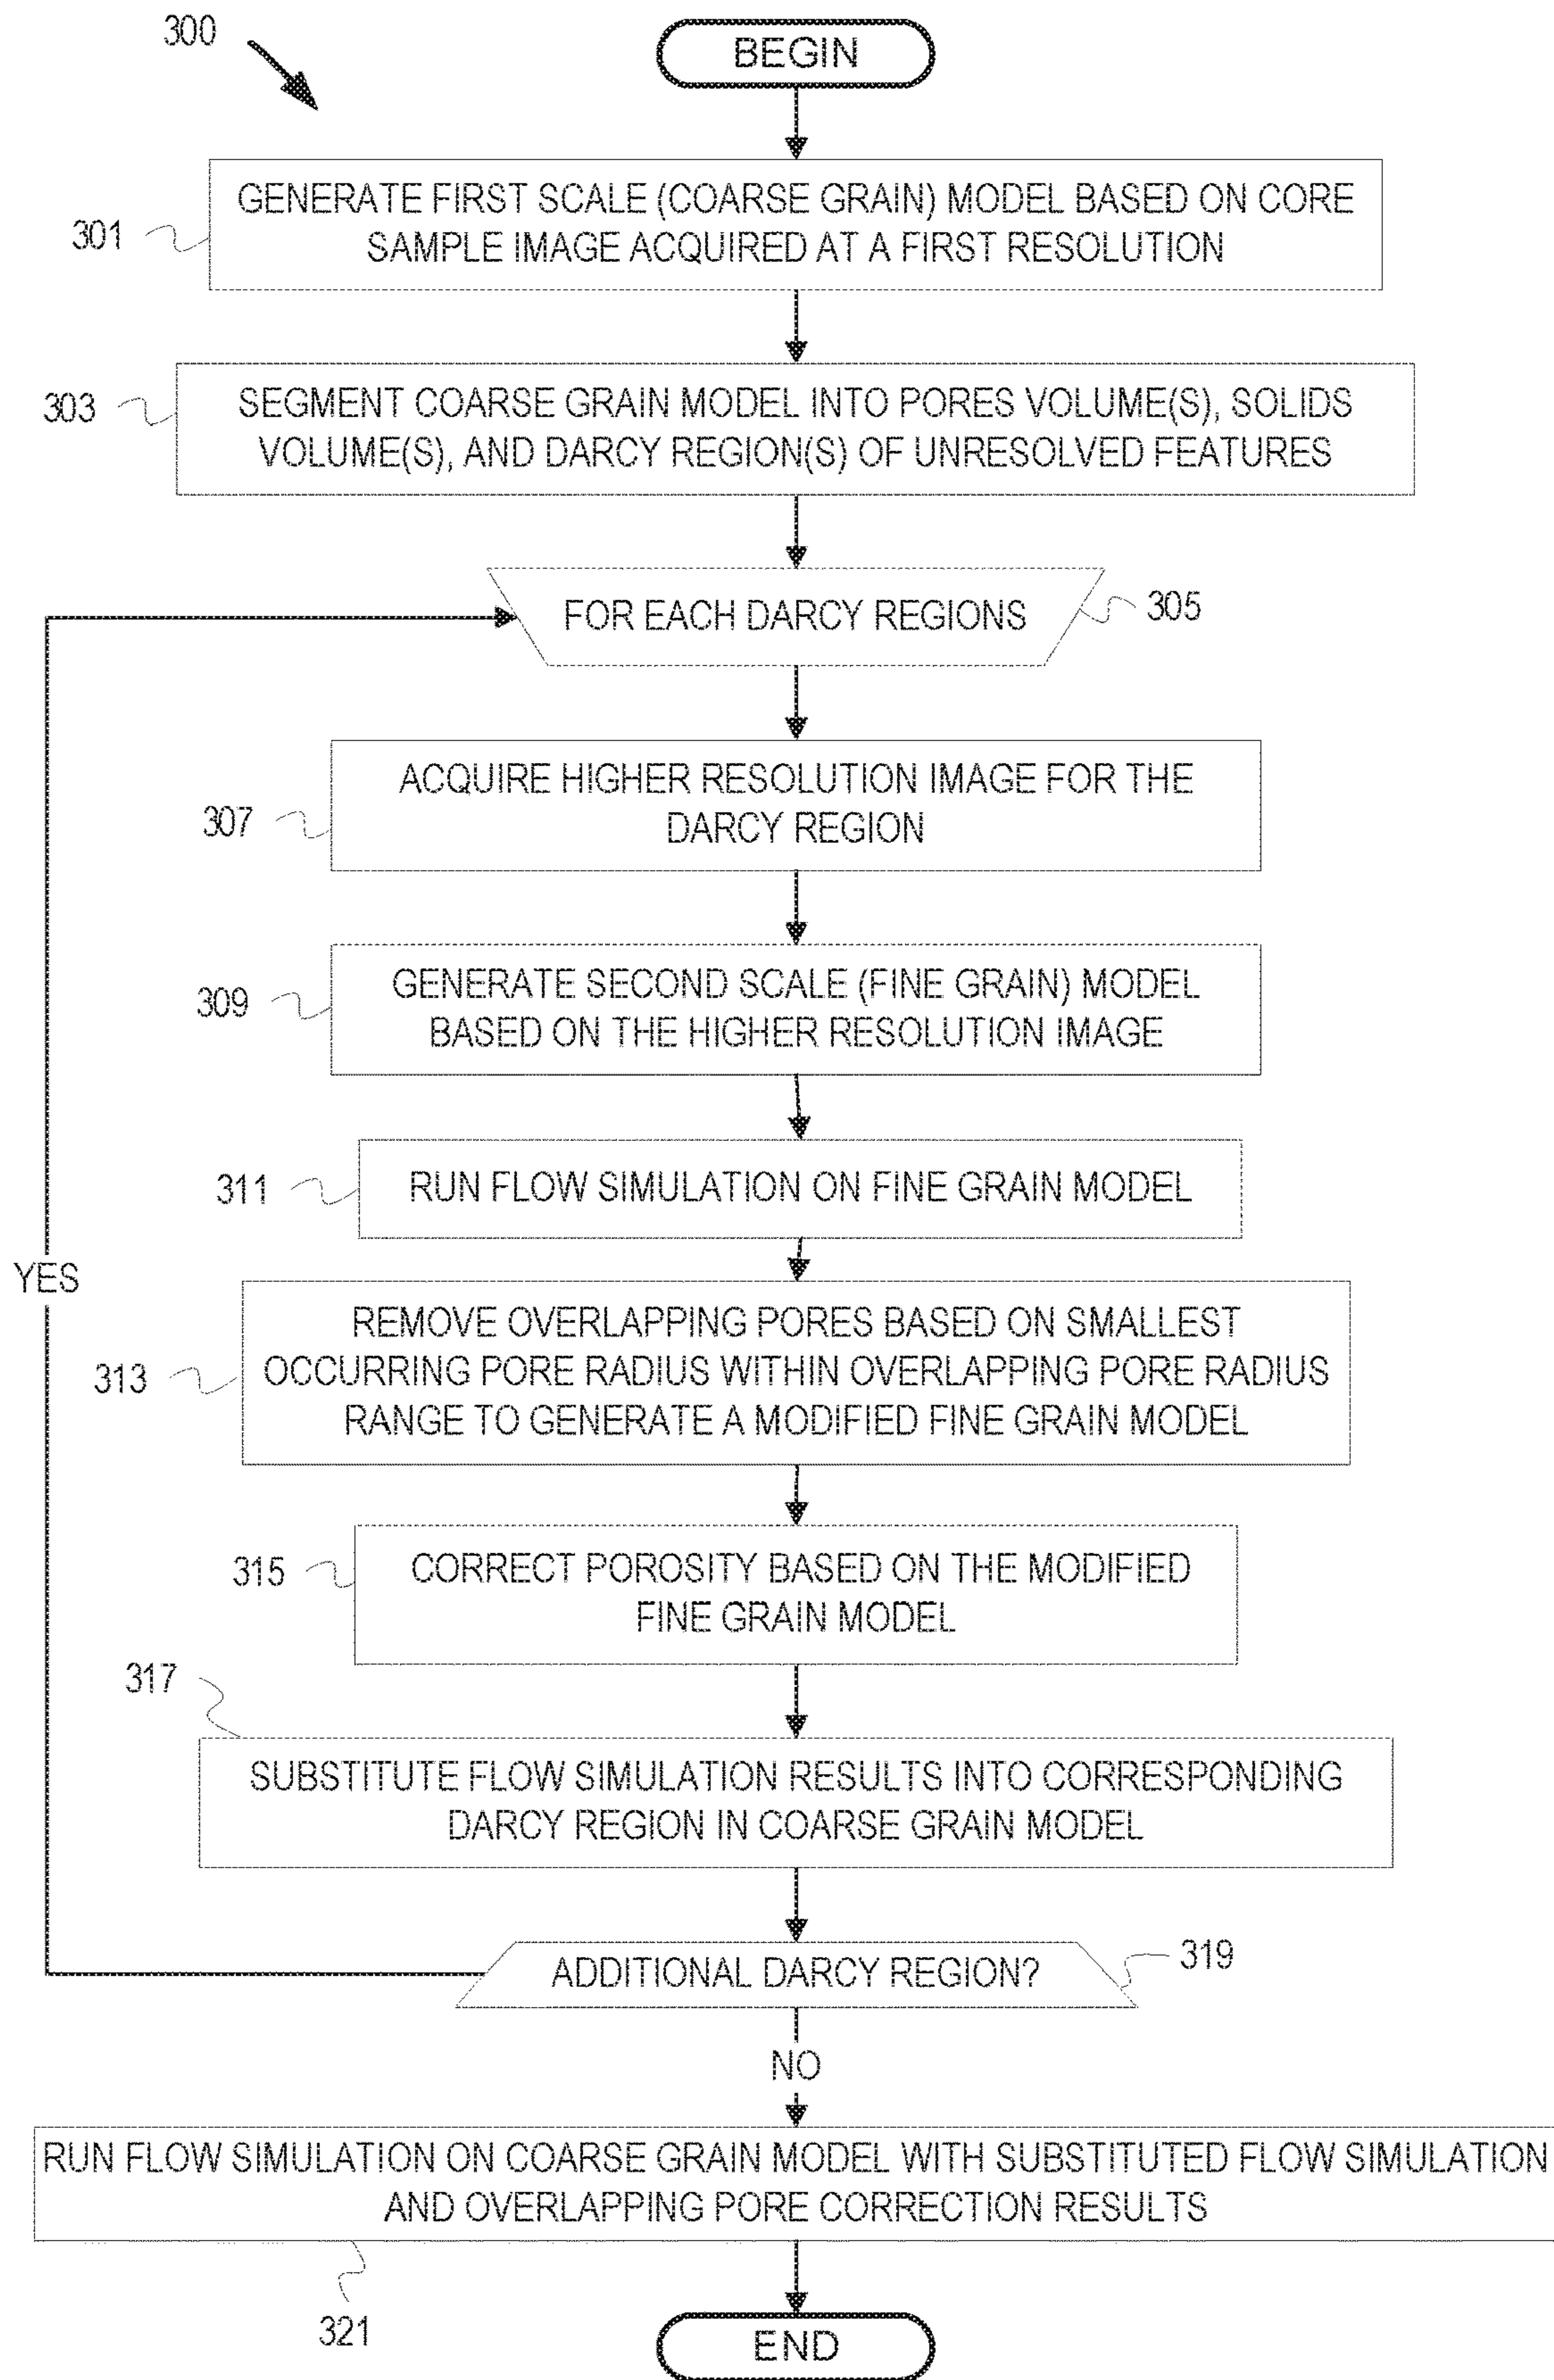 300
BEGIN
301
GENERATE FIRST SCALE (COARSE GRAIN) MODEL BASED ON CORE
SAMPLE IMAGE ACQUIRED AT A FIRST RESOLUTION
303
SEGMENT COARSE GRAIN MODEL INTO PORES VOLUME(S), SOLIDS
VOLUME(S), AND DARCY REGION(S) OF UNRESOLVED FEATURES
FOR EACH DARCY REGIONS
305
307
ACQUIRE HIGHER RESOLUTION IMAGE FOR THE
DARCY REGION
309
GENERATE SECOND SCALE (FINE GRAIN) MODEL
BASED ON THE HIGHER RESOLUTION IMAGE
311
RUN FLOW SIMULATION ON FINE GRAIN MODEL
YES
313
REMOVE OVERLAPPING PORES BASED ON SMALLEST
OCCURRING PORE RADIUS WITHIN OVERLAPPING PORE RADIUS
RANGE TO GENERATE A MODIFIED FINE GRAIN MODEL
315
CORRECT POROSITY BASED ON THE MODIFIED
FINE GRAIN MODEL
317
SUBSTITUTE FLOW SIMULATION RESULTS INTO CORRESPONDING
DARCY REGION IN COARSE GRAIN MODEL
ADDITIONAL DARCY REGION?
319
NO
RUN FLOW SIMULATION ON COARSE GRAIN MODEL WITH SUBSTITUTED FLOW SIMULATION
AND OVERLAPPING PORE CORRECTION RESULTS
321
END